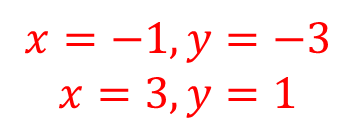 x = −1, y = −3
x = 3, y = 1